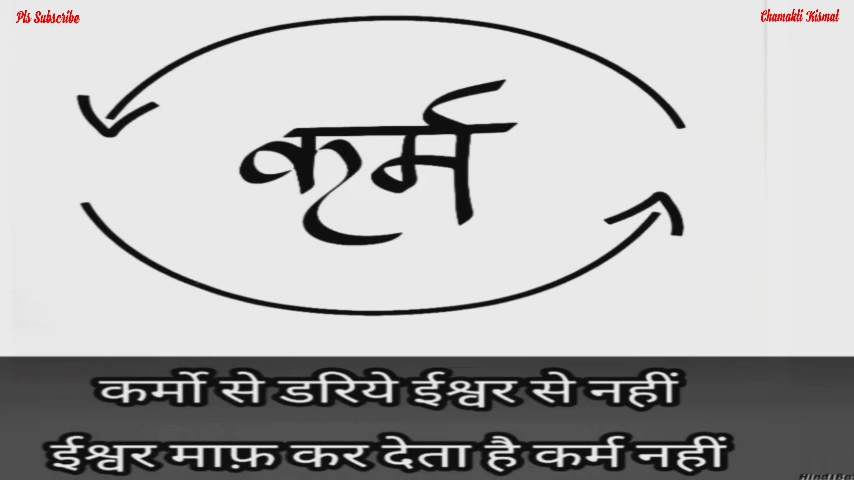 Pls Subscribe
Chamakti Kismat
कर्म
कर्मो से डरिये ईश्वर से नहीं
ईश्वर माफ़ कर देता है कर्म नहीं